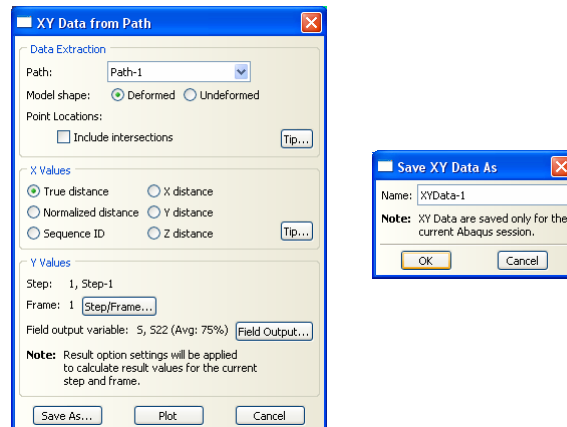 XY Data from Path
Data Extraction
Path: Path-1
Model shape: Deformed Undeformed
Point Locations:
Include intersections Tip...
X Values
True distance X distance
Normalized distance Y distance
Sequence ID Z distance Tip...
Y Values
Step: 1, Step-1
Frame: 1 Step/Frame...
Field output variable: S, S22 (Avg: 75%) Field Output...
Note: Result option settings will be applied
to calculate result values for the current
step and frame.
Save As... Plot Cancel
Save XY Data As
Name: XYData-1
Note: XY Data are saved only for the
current Abaqus session.
OK Cancel